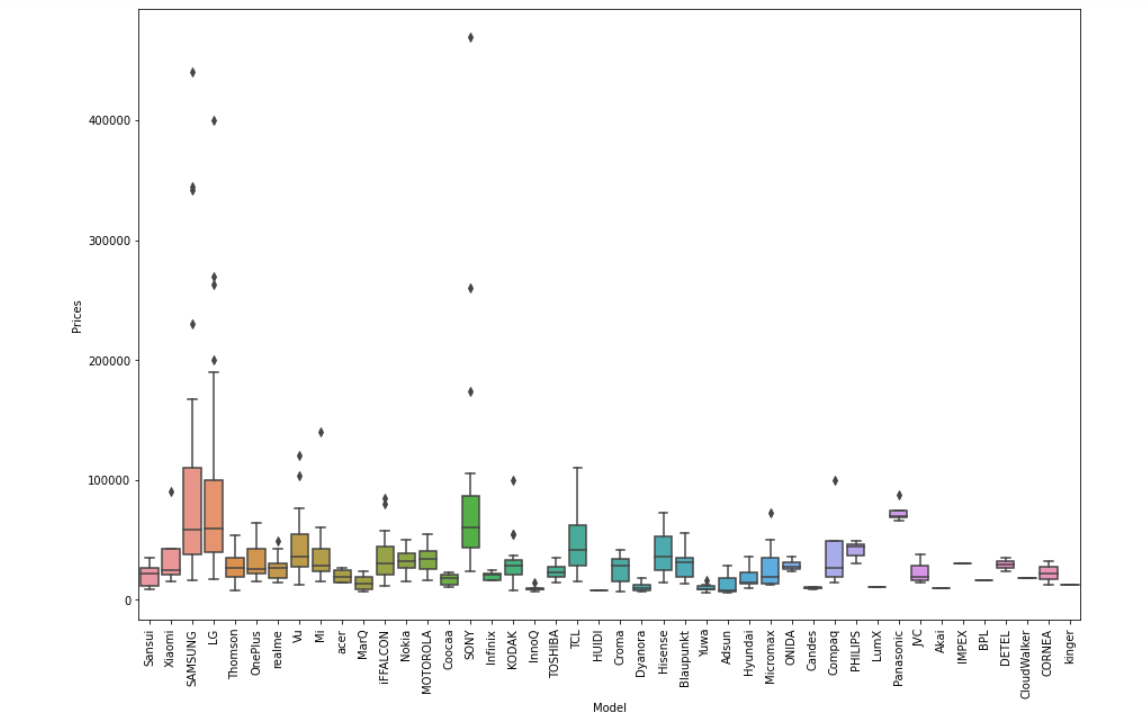 400000
300000
Prices
200000
100000
0
Sansui
Xiaomi
SAMSUNG
LG
Thomson
OnePlus
realme
Vu
Mi
acer
MarQ
iFFALCON
Nokia
MOTOROLA
Coocaa
SONY
Infinix
KODAK
InnoQ
TOSHIBA
TCL
HUIDI
Croma
Dyanora
Hisense
Blaupunkt
Yuwa
Adsun
Hyundai
Micromax
ONIDA
Candes
Compaq
PHILIPS
LumX
Panasonic
JVC
Akai
IMPEX
BPL
DETEL
CloudWalker
CORNEA
kinger
Model